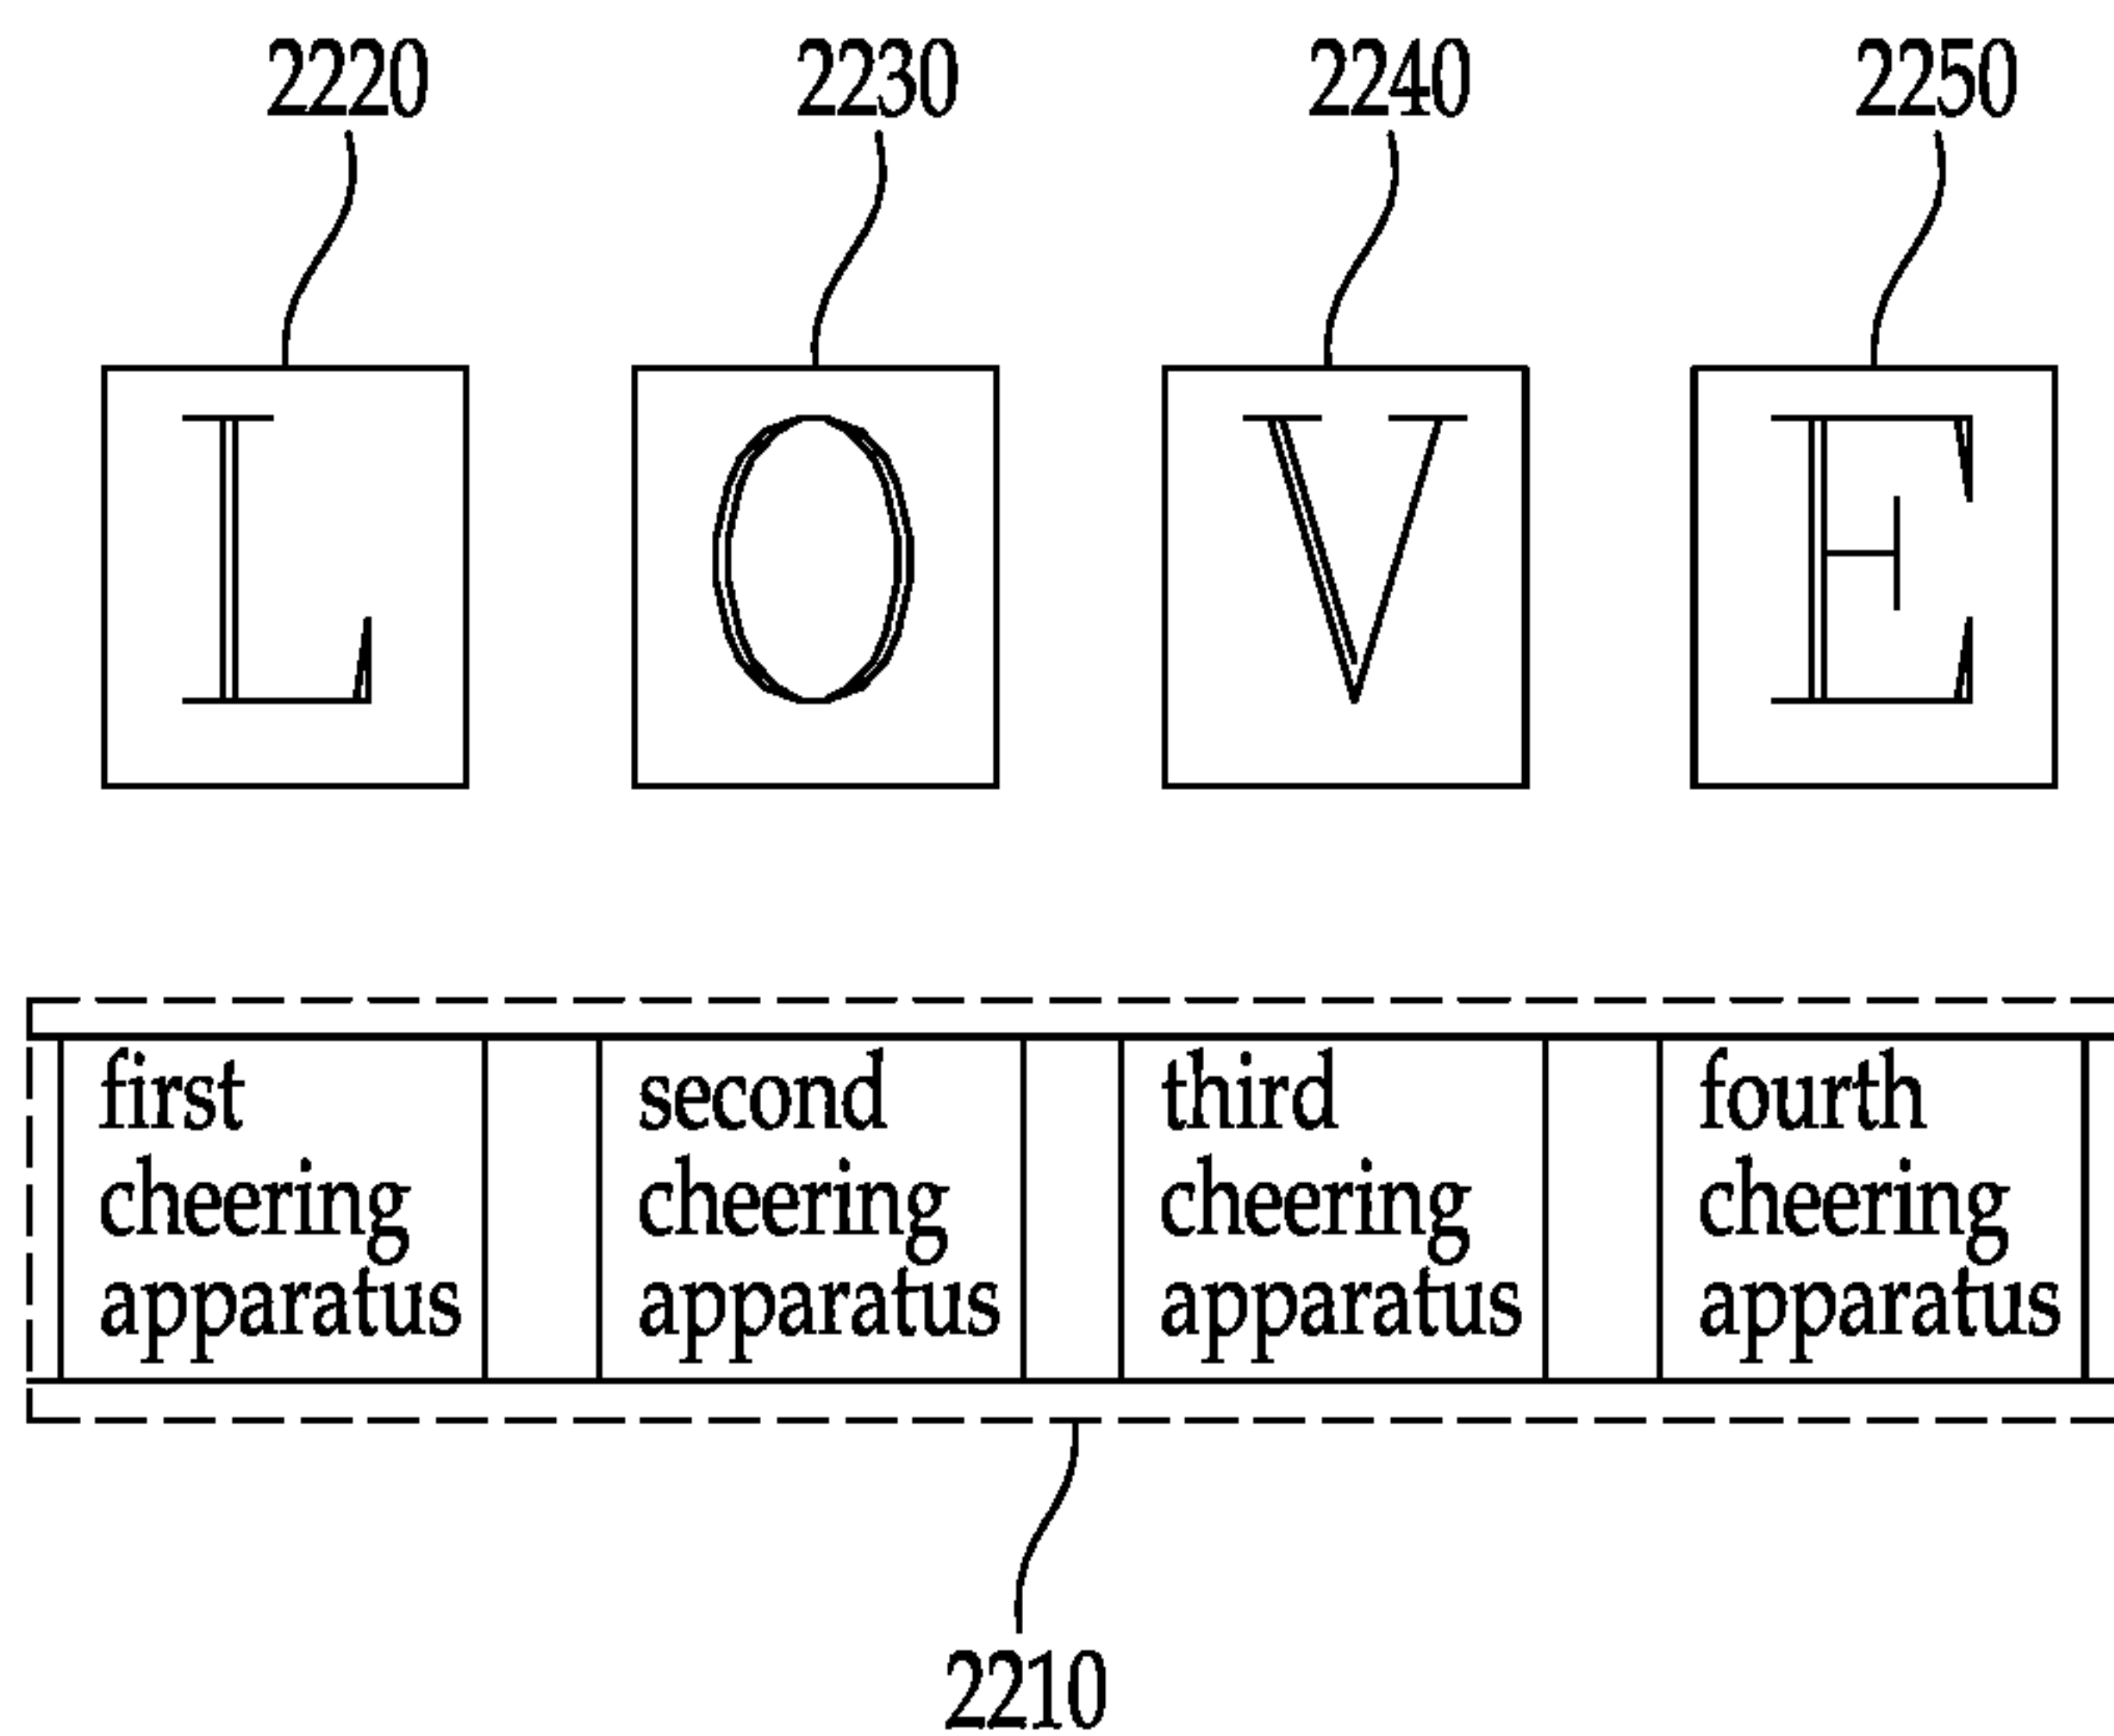 2220 2230 2240 2250
L O V E
first second third fourth
cheering cheering cheering cheering
apparatus apparatus apparatus apparatus
2210